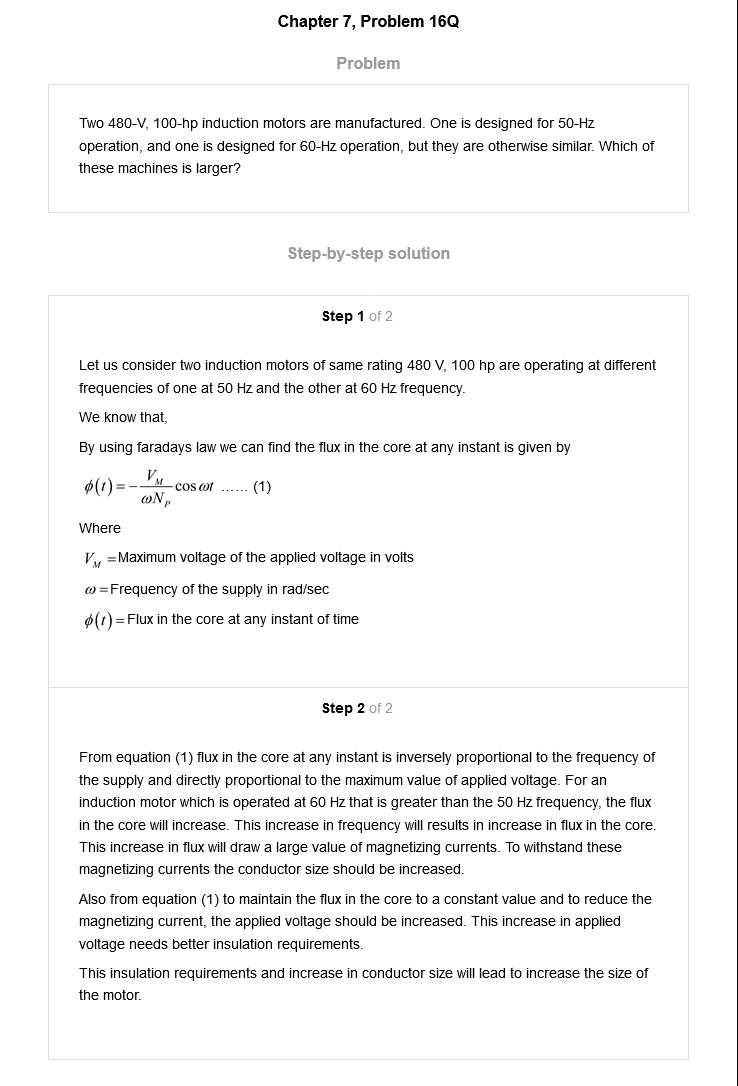 Chapter 7, Problem 16Q
Problem
Two 480-V, 100-hp induction motors are manufactured. One is designed for 50-Hz
operation, and one is designed for 60-Hz operation, but they are otherwise similar. Which of
these machines is larger?
Step-by-step solution
Step 1 of 2
Let us consider two induction motors of same rating 480 V, 100 hp are operating at different
frequencies of one at 50 Hz and the other at 60 Hz frequency.
We know that,
By using faradays law we can find the flux in the core at any instant is given by
ϕ(t) = −V_M/(ωN_P) cos ωt ...... (1)
Where
V_M =Maximum voltage of the applied voltage in volts
ω =Frequency of the supply in rad/sec
ϕ(t) =Flux in the core at any instant of time
Step 2 of 2
From equation (1) flux in the core at any instant is inversely proportional to the frequency of
the supply and directly proportional to the maximum value of applied voltage. For an
induction motor which is operated at 60 Hz that is greater than the 50 Hz frequency, the flux
in the core will increase. This increase in frequency will results in increase in flux in the core.
This increase in flux will draw a large value of magnetizing currents. To withstand these
magnetizing currents the conductor size should be increased.
Also from equation (1) to maintain the flux in the core to a constant value and to reduce the
magnetizing current, the applied voltage should be increased. This increase in applied
voltage needs better insulation requirements.
This insulation requirements and increase in conductor size will lead to increase the size of
the motor.